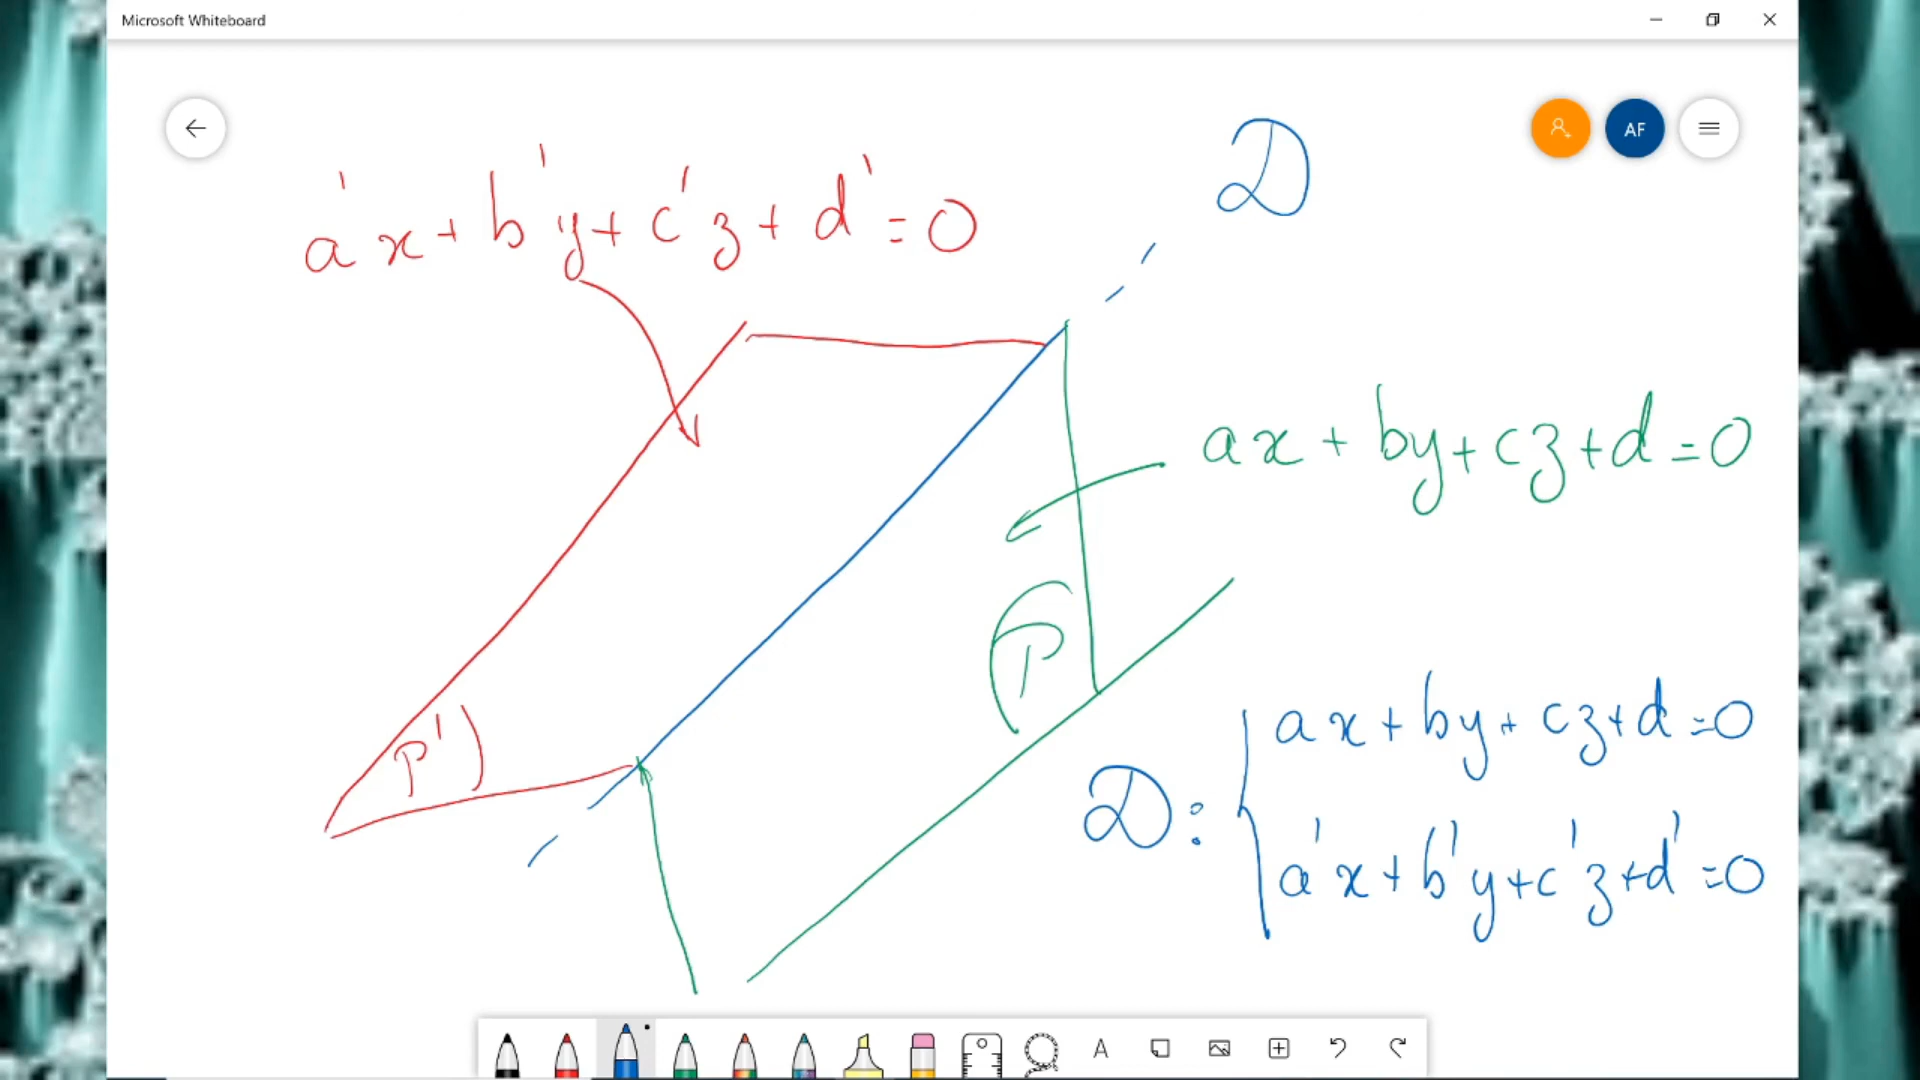 Microsoft Whiteboard
AF
D
a'x+b'y+c'z+d'=0
ax+by+cz+d=0
P
P')
D: { ax+by+cz+d=0
a'x+b'y+c'z+d'=0
A